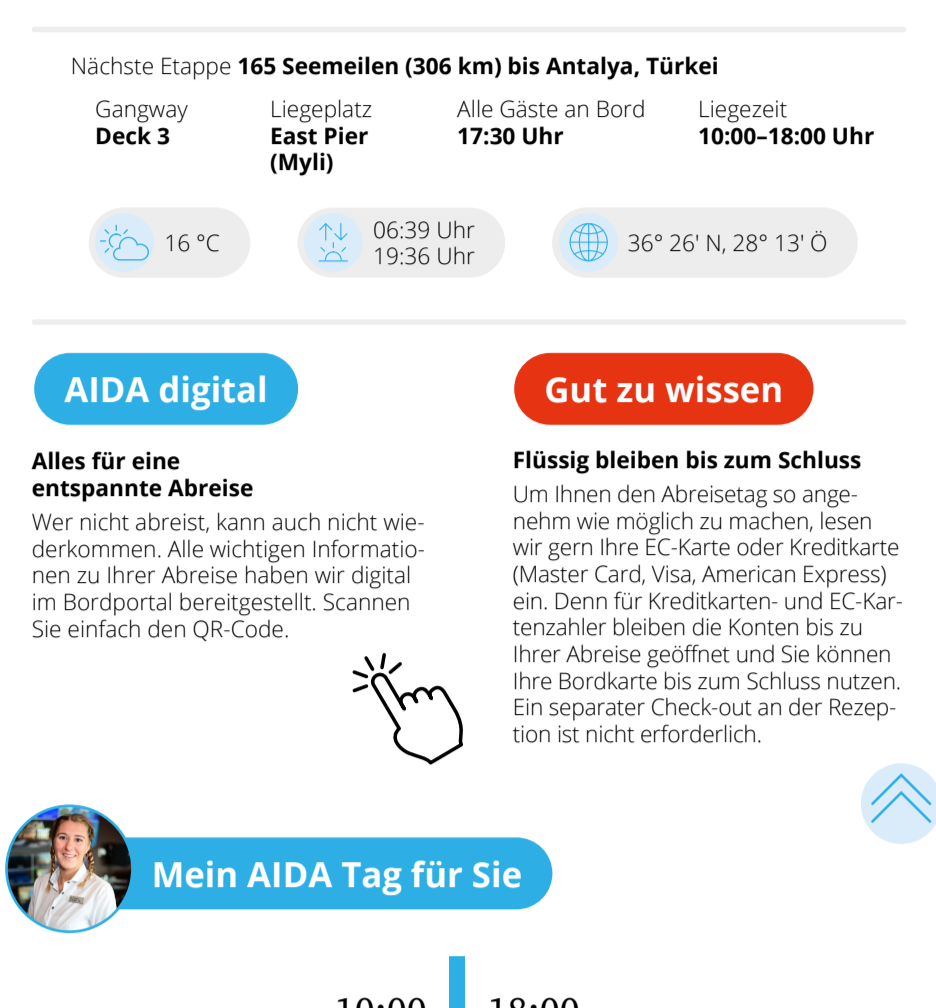 Nächste Etappe 165 Seemeilen (306 km) bis Antalya, Türkei
Gangway
Deck 3
Liegeplatz
East Pier
(Myli)
Alle Gäste an Bord
17:30 Uhr
Liegezeit
10:00–18:00 Uhr
16 °C
06:39 Uhr
19:36 Uhr
36° 26' N, 28° 13' Ö
AIDA digital
Alles für eine
entspannte Abreise
Wer nicht abreist, kann auch nicht wie-
derkommen. Alle wichtigen Informatio-
nen zu Ihrer Abreise haben wir digital
im Bordportal bereitgestellt. Scannen
Sie einfach den QR-Code.
Gut zu wissen
Flüssig bleiben bis zum Schluss
Um Ihnen den Abreisetag so ange-
nehm wie möglich zu machen, lesen
wir gern Ihre EC-Karte oder Kreditkarte
(Master Card, Visa, American Express)
ein. Denn für Kreditkarten- und EC-Kar-
tenzahler bleiben die Konten bis zu
Ihrer Abreise geöffnet und Sie können
Ihre Bordkarte bis zum Schluss nutzen.
Ein separater Check-out an der Rezep-
tion ist nicht erforderlich.
Mein AIDA Tag für Sie
10:00
18:00